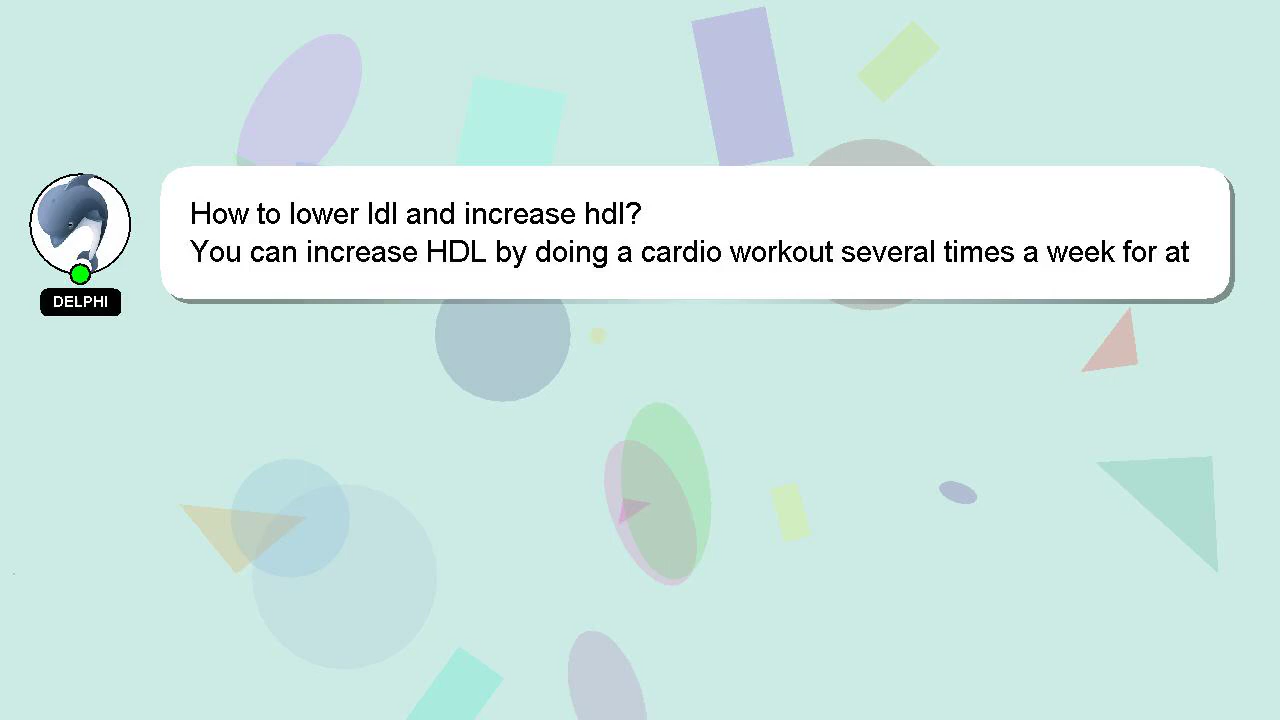 How to lower ldl and increase hdl?
You can increase HDL by doing a cardio workout several times a week for at
DELPHI